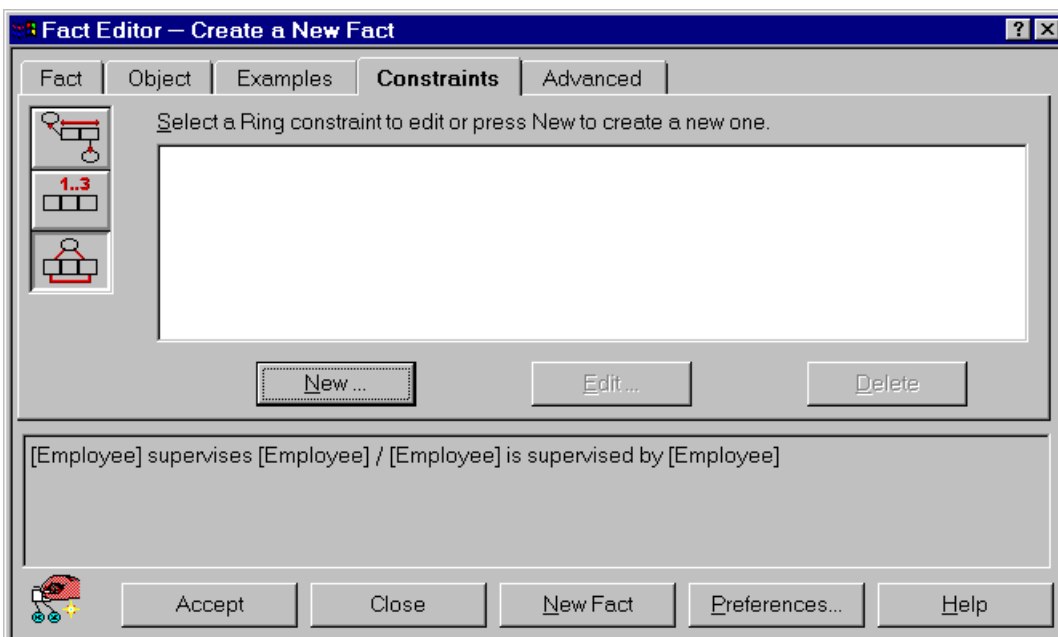 Fact Editor — Create a New Fact
Fact Object Examples Constraints Advanced
Select a Ring constraint to edit or press New to create a new one.
1..3
New ... Edit ... Delete
[Employee] supervises [Employee] / [Employee] is supervised by [Employee]
Accept Close New Fact Preferences... Help